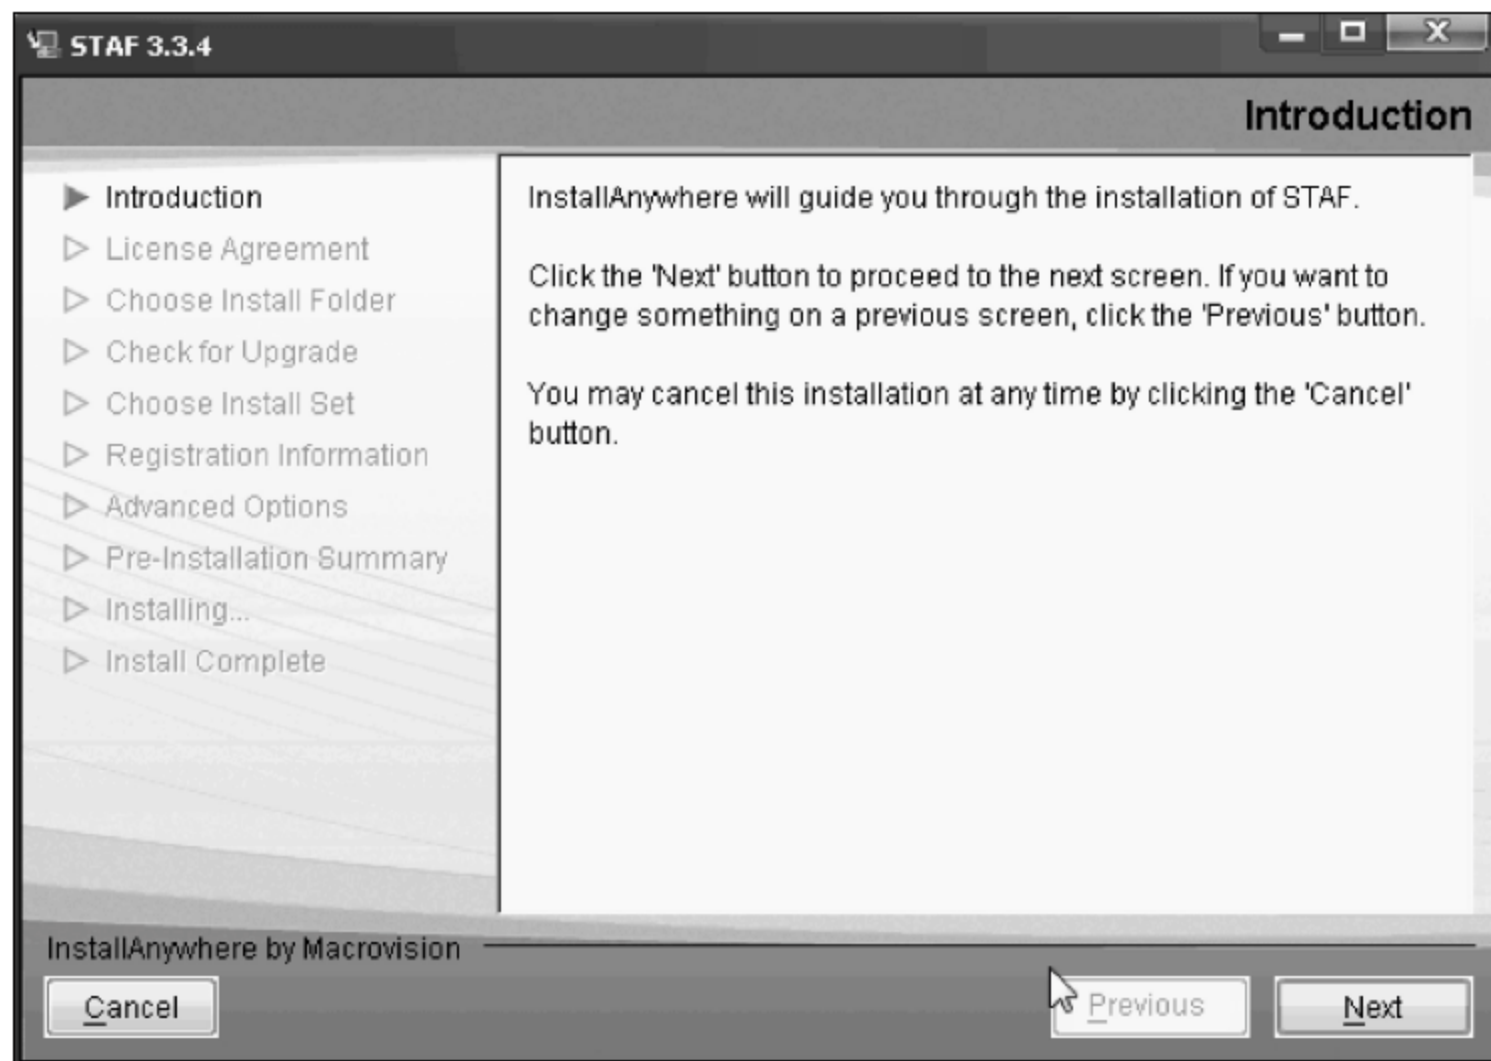 STAF 3.3.4
Introduction
Introduction
License Agreement
Choose Install Folder
Check for Upgrade
Choose Install Set
Registration Information
Advanced Options
Pre-Installation Summary
Installing...
Install Complete
InstallAnywhere will guide you through the installation of STAF.
Click the 'Next' button to proceed to the next screen. If you want to
change something on a previous screen, click the 'Previous' button.
You may cancel this installation at any time by clicking the 'Cancel'
button.
InstallAnywhere by Macrovision
Cancel
Previous
Next